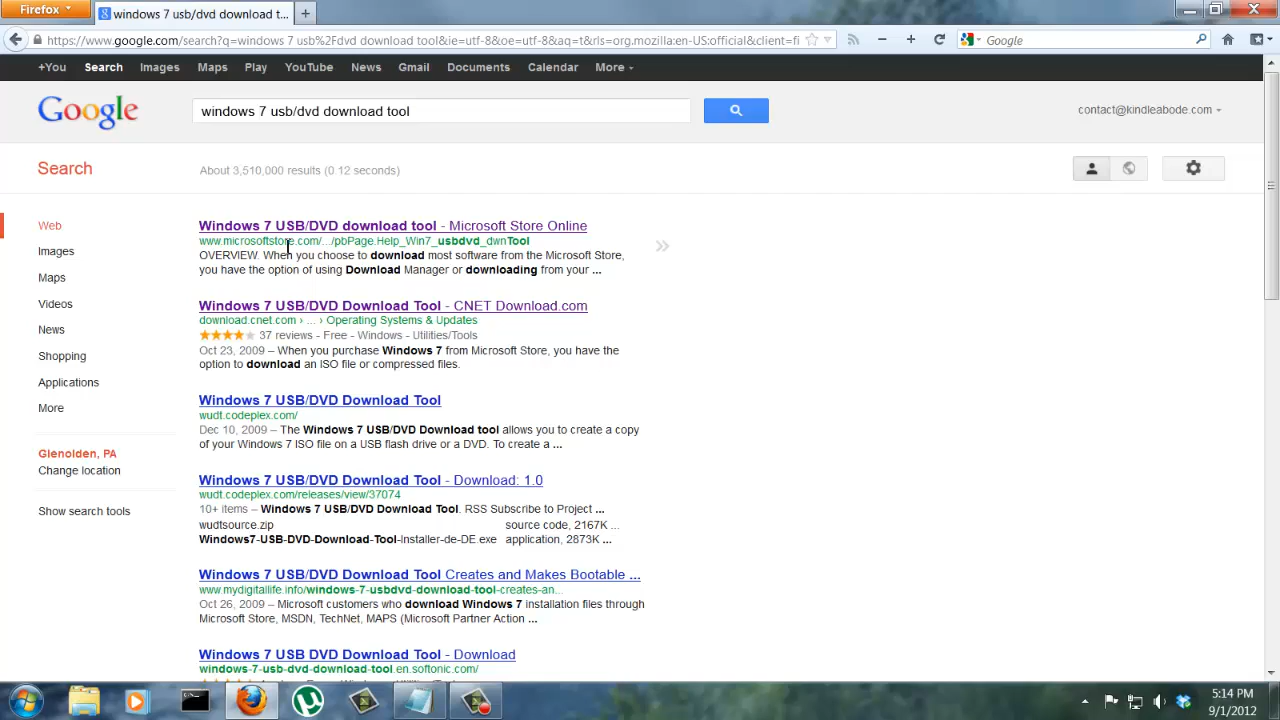 Firefox
windows 7 usb/dvd download t...
https://www.google.com/search?q=windows 7 usb%2Fdvd download tool&ie=utf-8&oe=utf-8&aq=t&rls=org.mozilla:en-US:official&client=fi
Google
+You Search Images Maps Play YouTube News Gmail Documents Calendar More
Google
windows 7 usb/dvd download tool
contact@kindleabode.com
Search
About 3,510,000 results (0 12 seconds)
Web
Images
Maps
Videos
News
Shopping
Applications
More
Glenolden, PA
Change location
Show search tools
Windows 7 USB/DVD download tool - Microsoft Store Online
www.microsoftstore.com/.../pbPage.Help_Win7_usbdvd_dwnTool
OVERVIEW. When you choose to download most software from the Microsoft Store,
you have the option of using Download Manager or downloading from your ...
Windows 7 USB/DVD Download Tool - CNET Download.com
download.cnet.com › ... › Operating Systems & Updates
37 reviews - Free - Windows - Utilities/Tools
Oct 23, 2009 – When you purchase Windows 7 from Microsoft Store, you have the
option to download an ISO file or compressed files.
Windows 7 USB/DVD Download Tool
wudt.codeplex.com/
Dec 10, 2009 – The Windows 7 USB/DVD Download tool allows you to create a copy
of your Windows 7 ISO file on a USB flash drive or a DVD. To create a ...
Windows 7 USB/DVD Download Tool - Download: 1.0
wudt.codeplex.com/releases/view/37074
10+ items – Windows 7 USB/DVD Download Tool. RSS Subscribe to Project ...
wudtsource.zip source code, 2167K ...
Windows7-USB-DVD-Download-Tool-Installer-de-DE.exe application, 2873K ...
Windows 7 USB/DVD Download Tool Creates and Makes Bootable ...
www.mydigitallife.info/windows-7-usbdvd-download-tool-creates-an...
Oct 26, 2009 – Microsoft customers who download Windows 7 installation files through
Microsoft Store, MSDN, TechNet, MAPS (Microsoft Partner Action ...
Windows 7 USB DVD Download Tool - Download
windows-7-usb-dvd-download-tool.en.softonic.com/
5:14 PM
9/1/2012